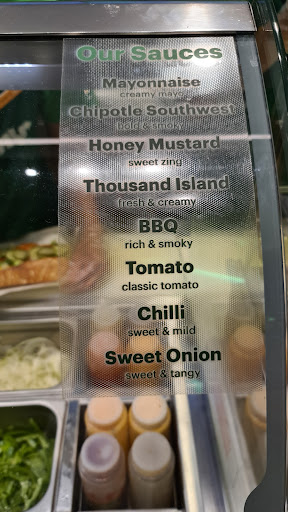 Our Sauces
Mayonnaise
creamy mayo
Chipotle Southwest
bold & smoky
Honey Mustard
sweet zing
Thousand Island
fresh & creamy
BBQ
rich & smoky
Tomato
classic tomato
Chilli
sweet & mild
Sweet Onion
sweet & tangy